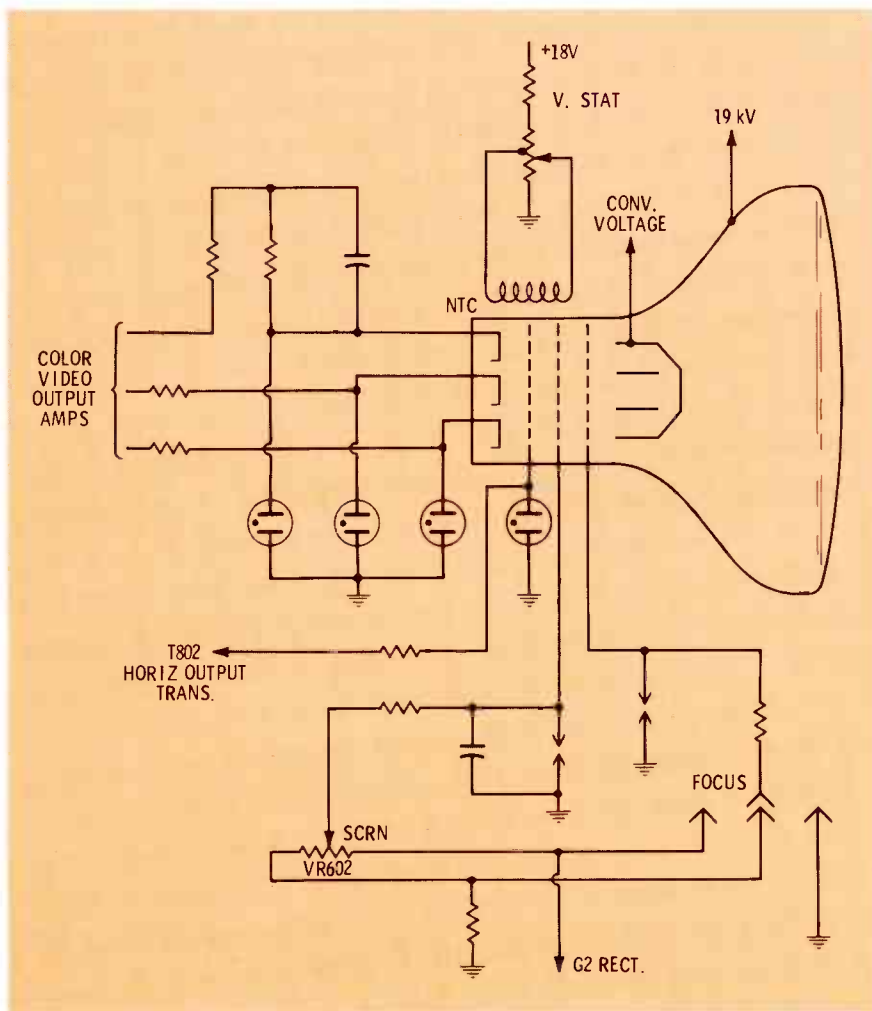 +18V
V. STAT
19 kV
CONV.
VOLTAGE
NTC
COLOR
VIDEO
OUTPUT
AMPS
T802
HORIZ OUTPUT
TRANS.
FOCUS
SCRN
VR602
G2 RECT.